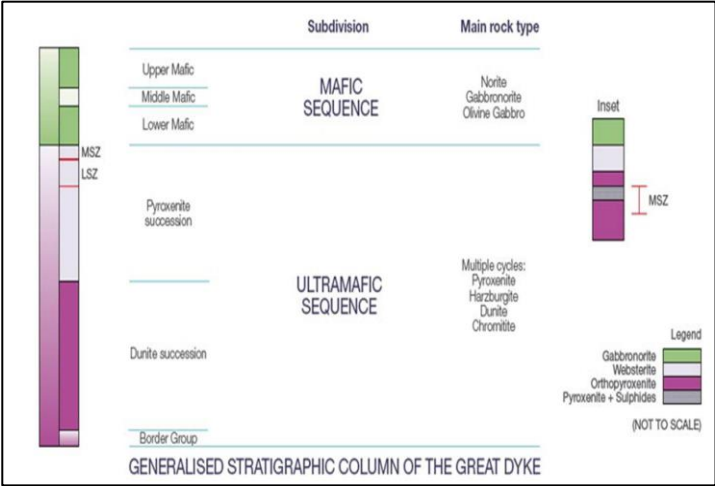 Subdivision
Main rock type
Upper Mafic
Middle Mafic
Lower Mafic
MAFIC
SEQUENCE
Norite
Gabbronorite
Olivine Gabbro
Inset
MSZ
LSZ
MSZ
Pyroxenite
succession
ULTRAMAFIC
SEQUENCE
Multiple cycles:
Pyroxenite
Harzburgite
Dunite
Chromitite
Dunite succession
Border Group
Legend
Gabbronorite
Websterite
Orthopyroxenite
Pyroxenite + Sulphides
(NOT TO SCALE)
GENERALISED STRATIGRAPHIC COLUMN OF THE GREAT DYKE